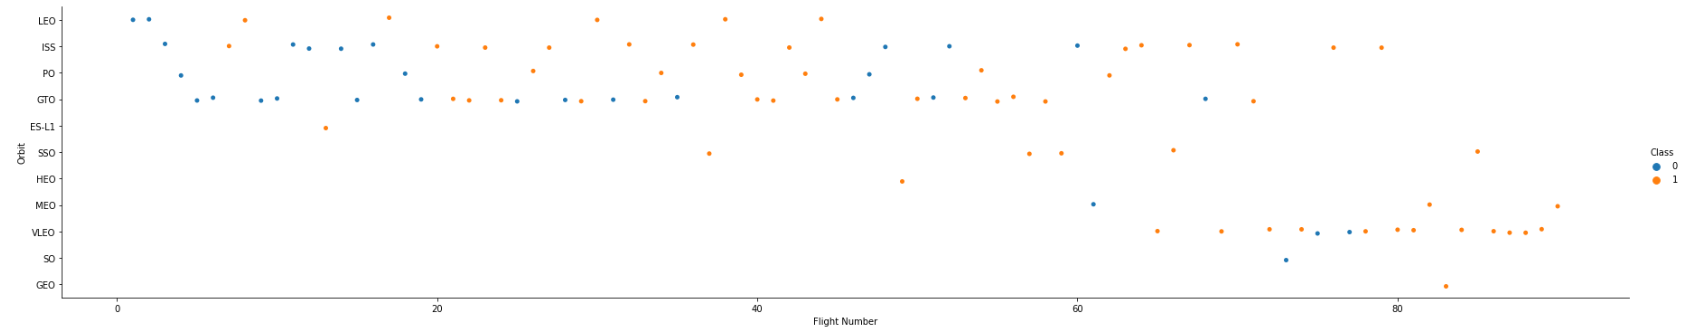 LEO
ISS
PO
GTO
ES-L1
SSO
HEO
MEO
VLEO
SO
GEO
Orbit
0 20 40 60 80
Flight Number
Class
0
1